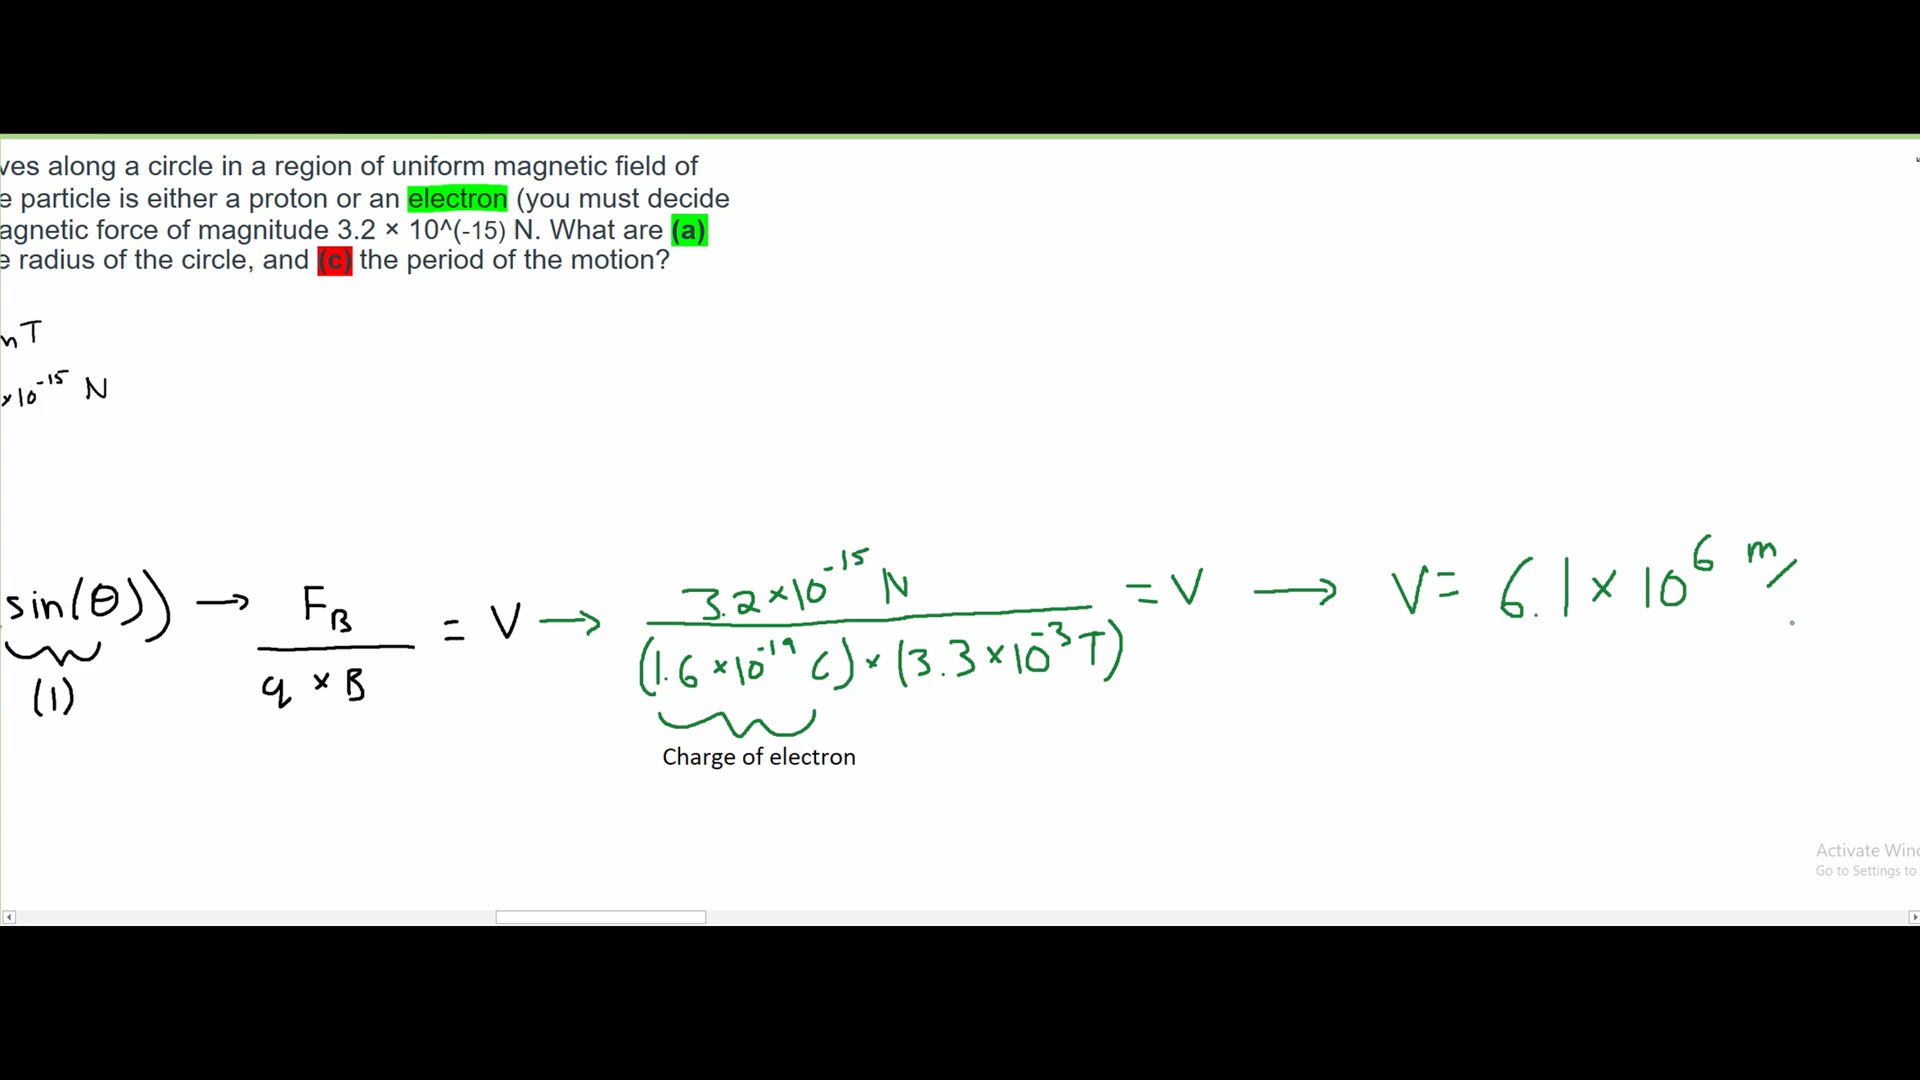 ves along a circle in a region of uniform magnetic field of
e particle is either a proton or an electron (you must decide
agnetic force of magnitude 3.2 × 10^(-15) N. What are (a)
e radius of the circle, and (c) the period of the motion?
mT
×10⁻¹⁵ N
sin(θ)) → F_B / (q × B) = V → 3.2×10⁻¹⁵ N / ((1.6×10⁻¹⁹ C) × (3.3×10⁻³ T)) = V → V = 6.1 × 10⁶ m/
(1)
Charge of electron
Activate Wind
Go to Settings to